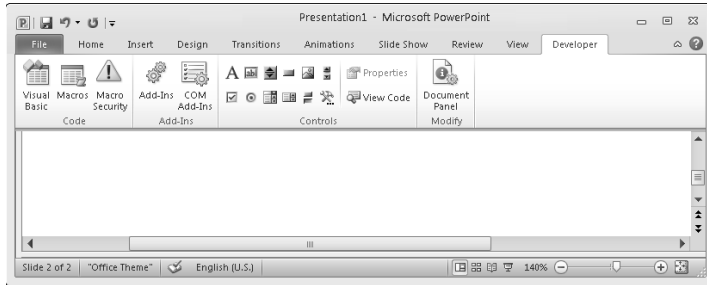 Presentation1 - Microsoft PowerPoint
File Home Insert Design Transitions Animations Slide Show Review View Developer
Visual Basic Macros Macro Security Add-Ins COM Add-Ins A Properties View Code Document Panel
Code Add-Ins Controls Modify
Slide 2 of 2 "Office Theme" English (U.S.) 140%